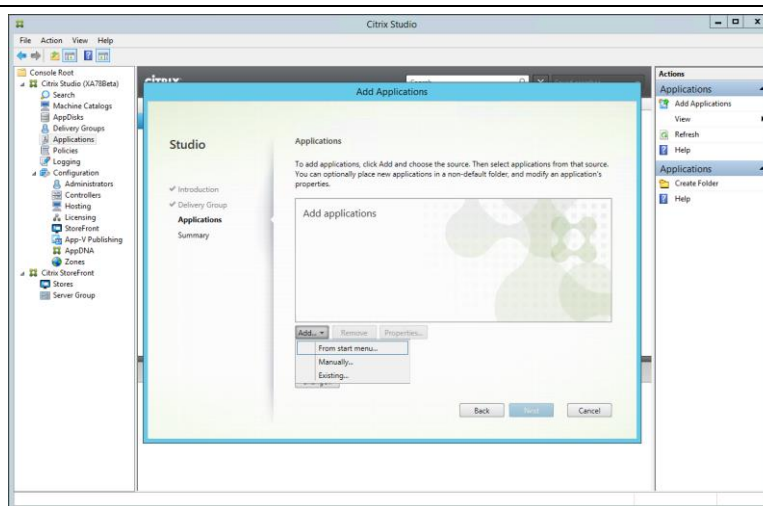 Citrix Studio
File Action View Help
Console Root
Citrix Studio (XA78Beta)
Search
Machine Catalogs
AppDisks
Delivery Groups
Applications
Policies
Logging
Configuration
Administrators
Controllers
Hosting
Licensing
StoreFront
App-V Publishing
AppDNA
Zones
Citrix StoreFront
Stores
Server Group
CITRIX
Add Applications
Studio
✓ Introduction
✓ Delivery Group
Applications
Summary
Applications
To add applications, click Add and choose the source. Then select applications from that source.
You can optionally place new applications in a non-default folder, and modify an application's
properties.
Add applications
Add... Remove Properties...
From start menu...
Manually...
Existing...
Back Next Cancel
Actions
Applications
Add Applications
View
Refresh
Help
Applications
Create Folder
Help